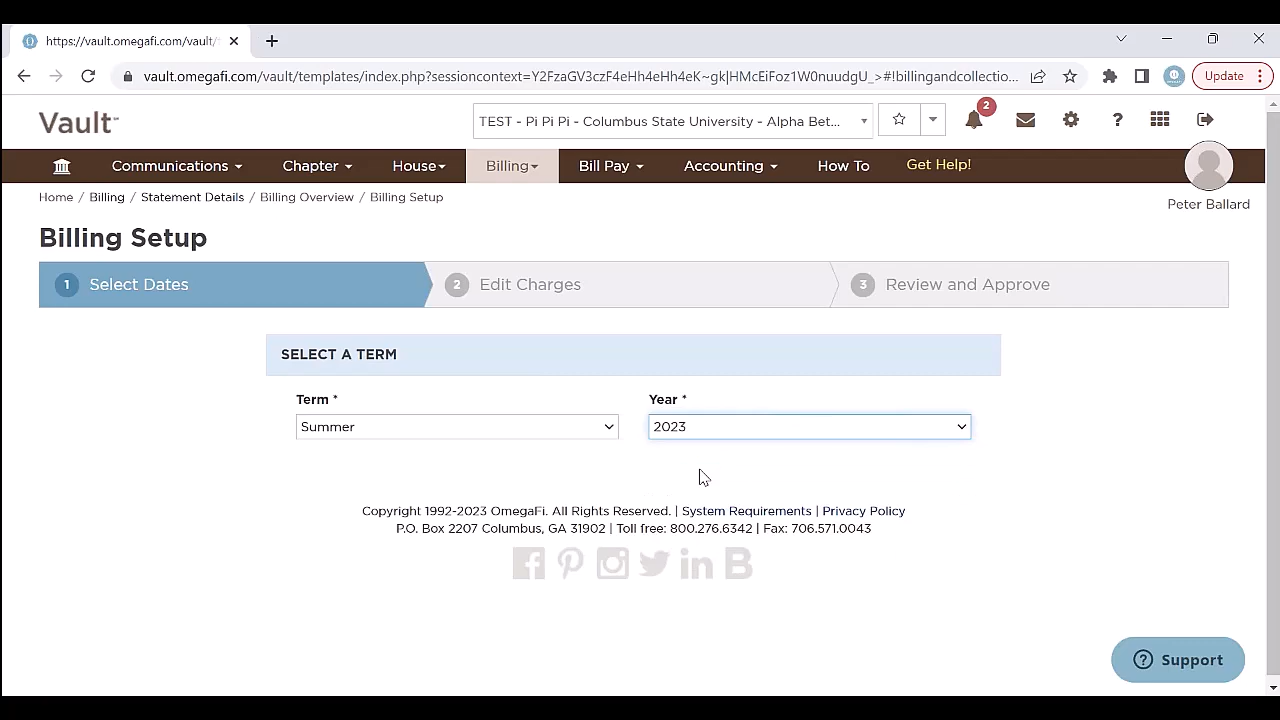 https://vault.omegafi.com/vault/
vault.omegafi.com/vault/templates/index.php?sessioncontext=Y2FzaGV3czF4eHh4eHh4eK~gk|HMcEiFoz1W0nuudgU_>#!billingandcollectio...
Update
Vault
TEST - Pi Pi Pi - Columbus State University - Alpha Bet...
2
Communications
Chapter
House
Billing
Bill Pay
Accounting
How To
Get Help!
Home / Billing / Statement Details / Billing Overview / Billing Setup
Peter Ballard
Billing Setup
1 Select Dates
2 Edit Charges
3 Review and Approve
SELECT A TERM
Term *
Year *
Summer
2023
Copyright 1992-2023 OmegaFi. All Rights Reserved. | System Requirements | Privacy Policy
P.O. Box 2207 Columbus, GA 31902 | Toll free: 800.276.6342 | Fax: 706.571.0043
Support